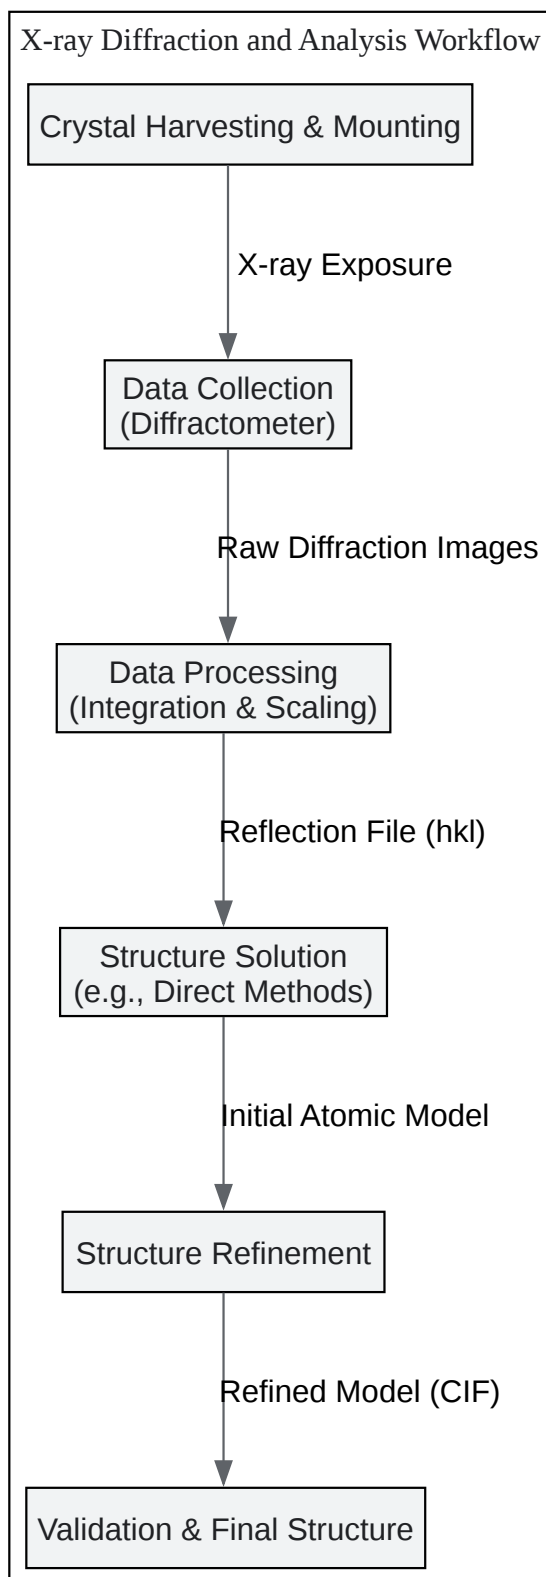 X-ray Diffraction and Analysis Workflow
Crystal Harvesting & Mounting
X-ray Exposure
Data Collection
(Diffractometer)
Raw Diffraction Images
Data Processing
(Integration & Scaling)
Reflection File (hkl)
Structure Solution
(e.g., Direct Methods)
Initial Atomic Model
Structure Refinement
Refined Model (CIF)
Validation & Final Structure